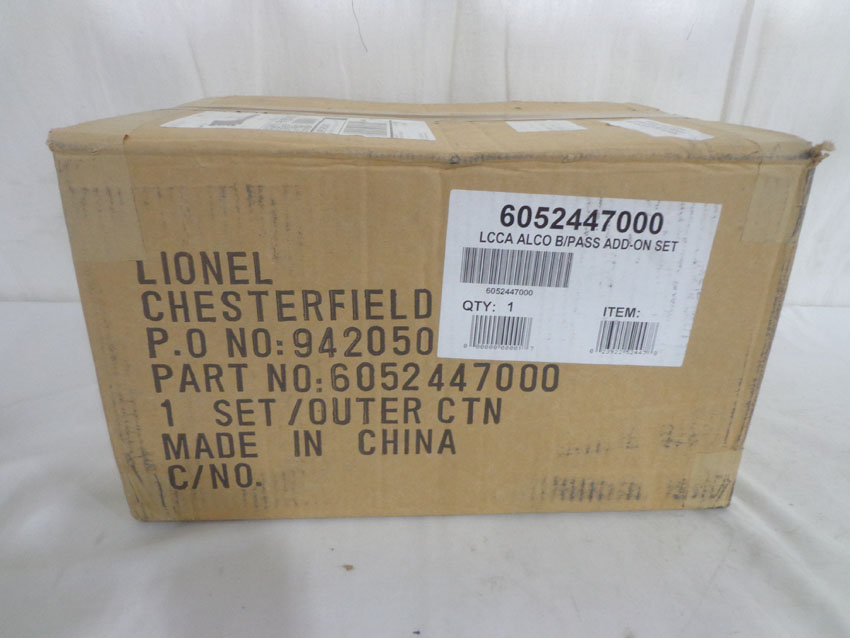 6052447000
LCCA ALCO B/PASS ADD-ON SET
6052447000
QTY: 1
ITEM:
LIONEL
CHESTERFIELD
P.O NO:942050
PART NO:6052447000
1 SET/OUTER CTN
MADE IN CHINA
C/NO.